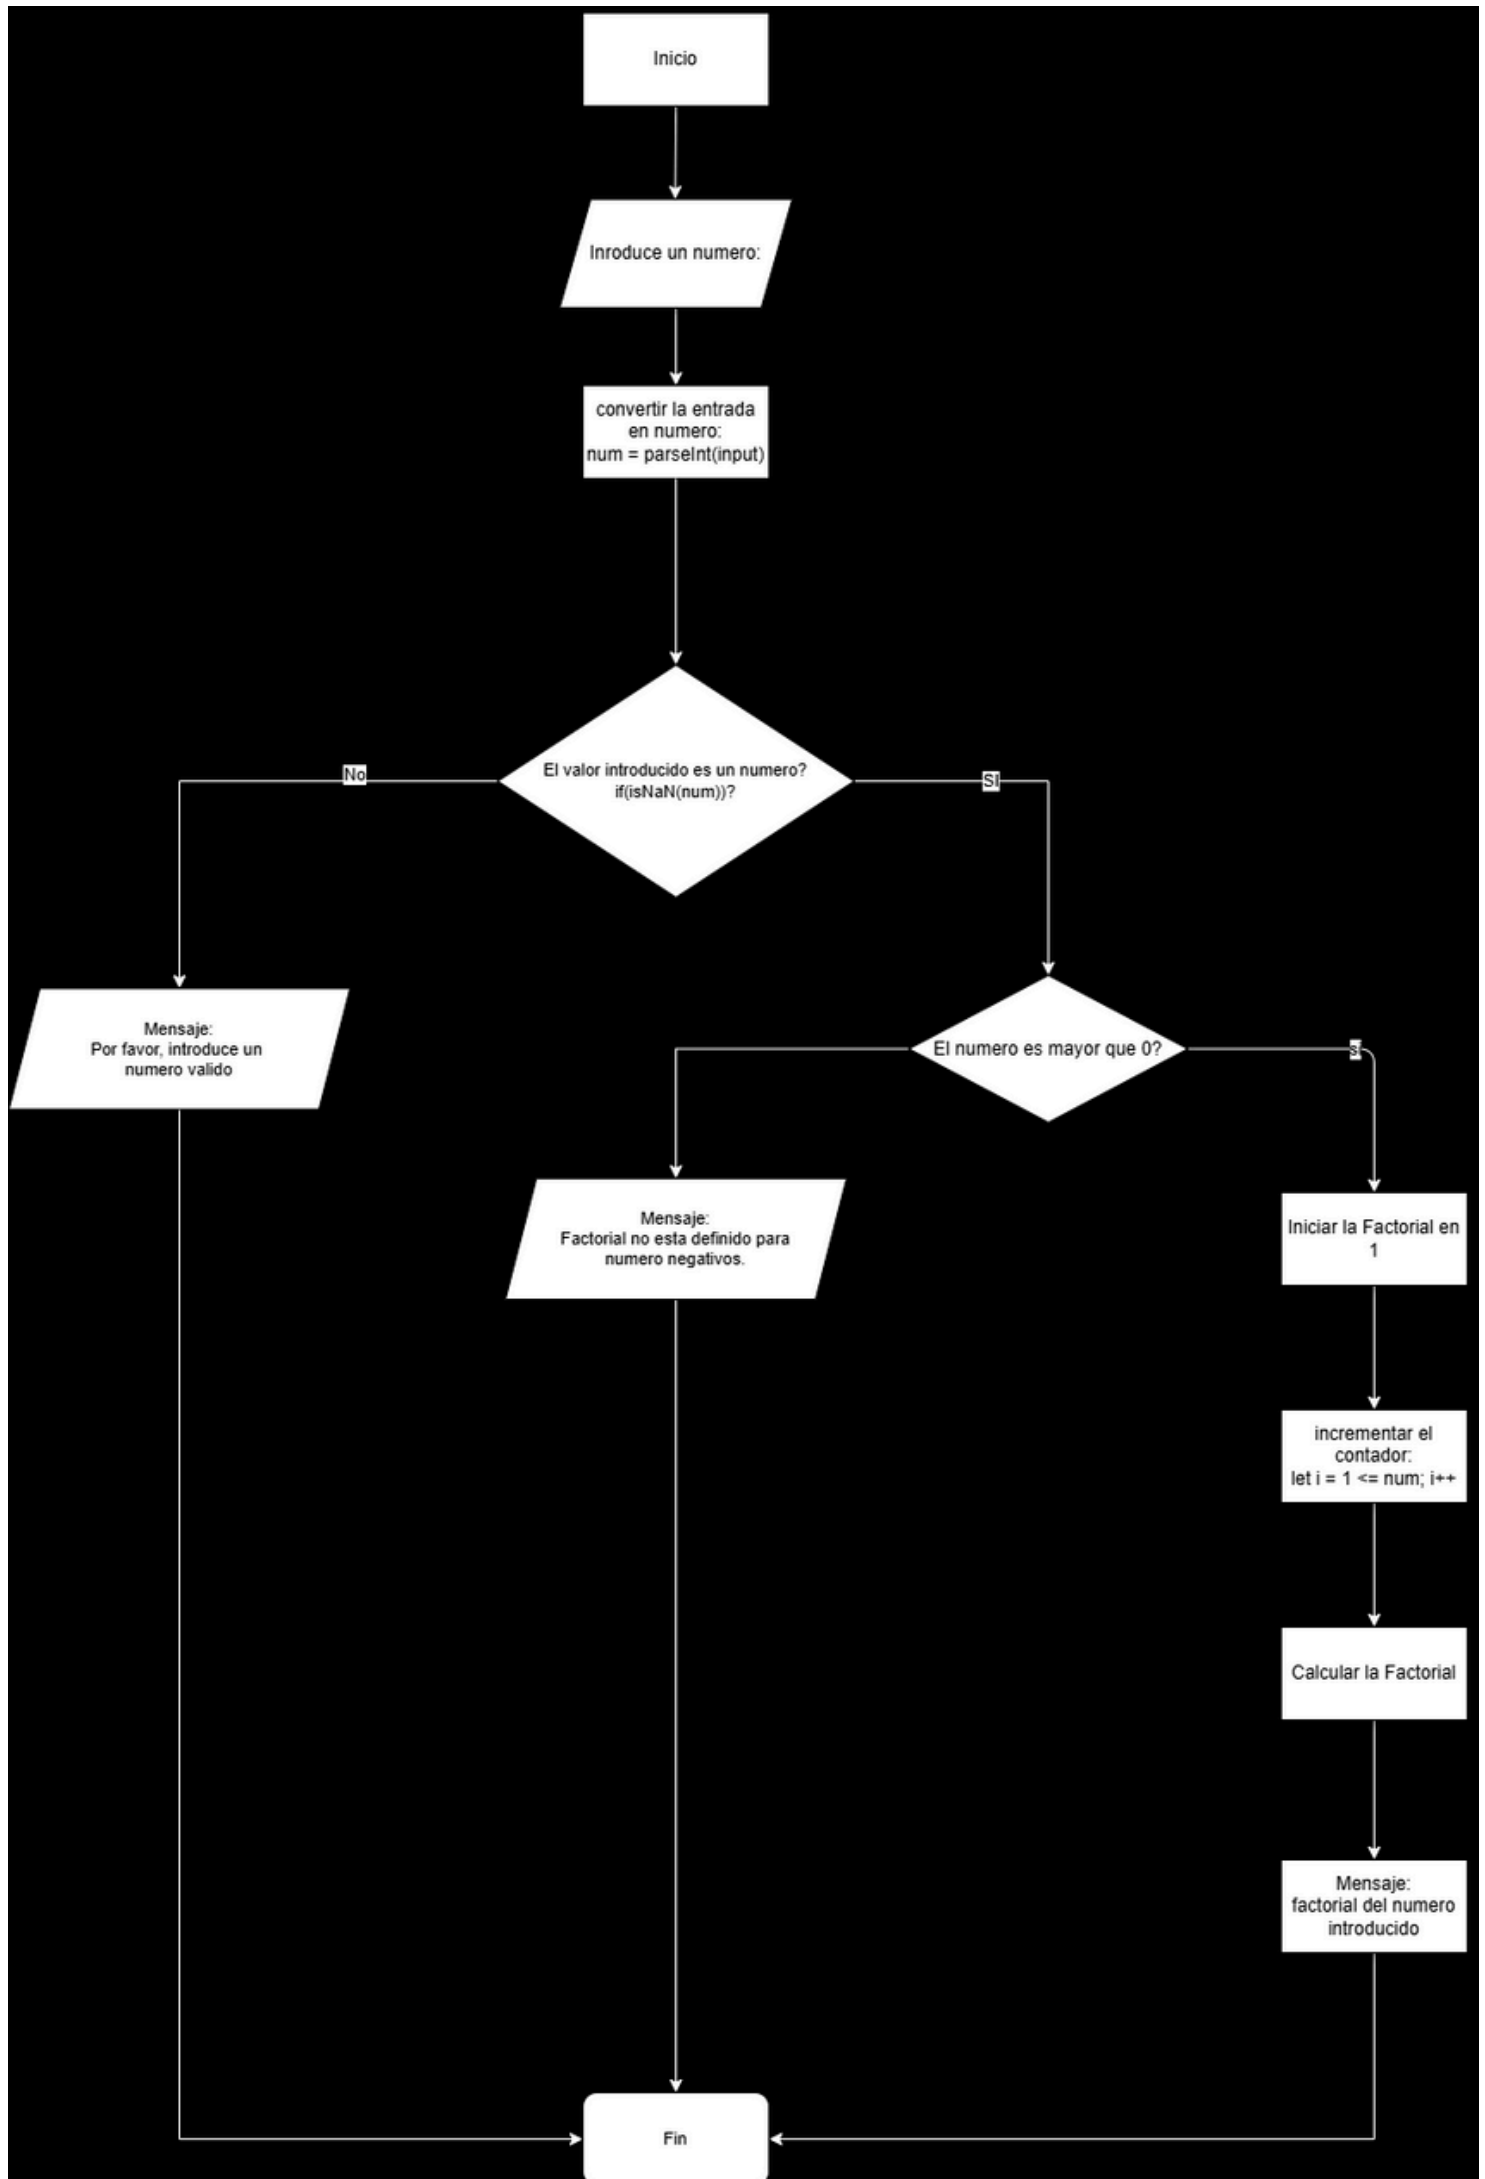 Inicio
Inroduce un numero:
convertir la entrada
en numero:
num = parseInt(input)
El valor introducido es un numero?
if(isNaN(num))?
No
SI
Mensaje:
Por favor, introduce un
numero valido
El numero es mayor que 0?
si
Mensaje:
Factorial no esta definido para
numero negativos.
Iniciar la Factorial en
1
incrementar el
contador:
let i = 1 <= num; i++
Calcular la Factorial
Mensaje:
factorial del numero
introducido
Fin